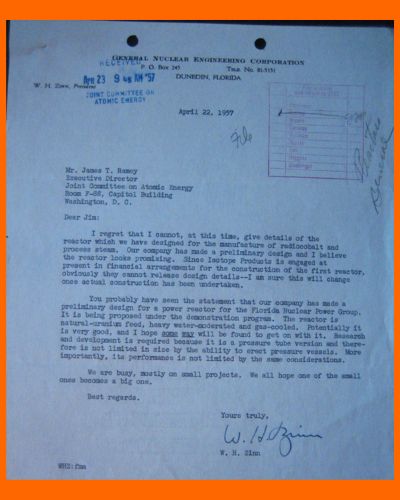 GENERAL NUCLEAR ENGINEERING CORPORATION
RECEIVED
P. O. BOX 245 TELE. NO. 81-5151
APR 23 9 AM '57
DUNEDIN, FLORIDA
W. H. ZINN, President
JOINT COMMITTEE ON
ATOMIC ENERGY
April 22, 1957
File
Mr. James T. Ramey
Executive Director
Joint Committee on Atomic Energy
Room F-88, Capitol Building
Washington, D. C.
Dear Jim:
I regret that I cannot, at this time, give details of the
reactor which we have designed for the manufacture of radiocobalt and
process steam. Our company has made a preliminary design and I believe
the reactor looks promising. Since Isotope Products is engaged at
present in financial arrangements for the construction of the first reactor,
obviously they cannot release design details--I am sure this will change
once actual construction has been undertaken.
You probably have seen the statement that our company has made a
preliminary design for a power reactor for the Florida Nuclear Power Group.
It is being proposed under the demonstration program. The reactor is
natural-uranium feed, heavy water-moderated and gas-cooled. Potentially it
is very good, and I hope some way will be found to get on with it. Research
and development is required because it is a pressure tube version and there-
fore is not limited in size by the ability to erect pressure vessels. More
importantly, its performance is not limited by the same considerations.
We are busy, mostly on small projects. We all hope one of the small
ones becomes a big one.
Best regards.
Yours truly,
W. H. Zinn
W. H. Zinn